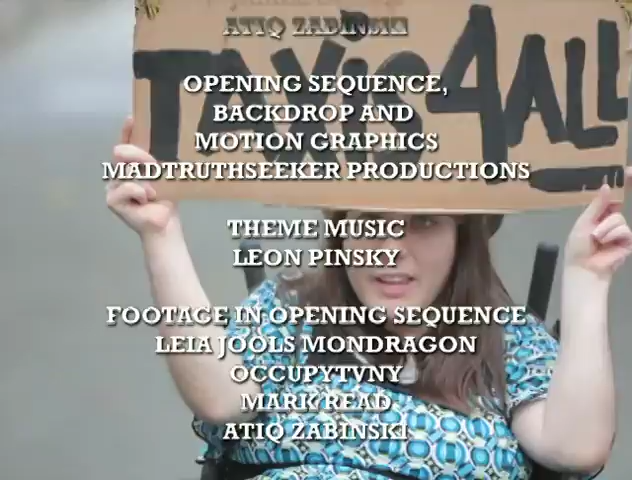 ATIQ ZABINSKI
TAXIS4ALL
OPENING SEQUENCE,
BACKDROP AND
MOTION GRAPHICS
MADTRUTHSEEKER PRODUCTIONS
THEME MUSIC
LEON PINSKY
FOOTAGE IN OPENING SEQUENCE
LEIA JOOLS MONDRAGON
OCCUPYTVNY
MARK READ
ATIQ ZABINSKI